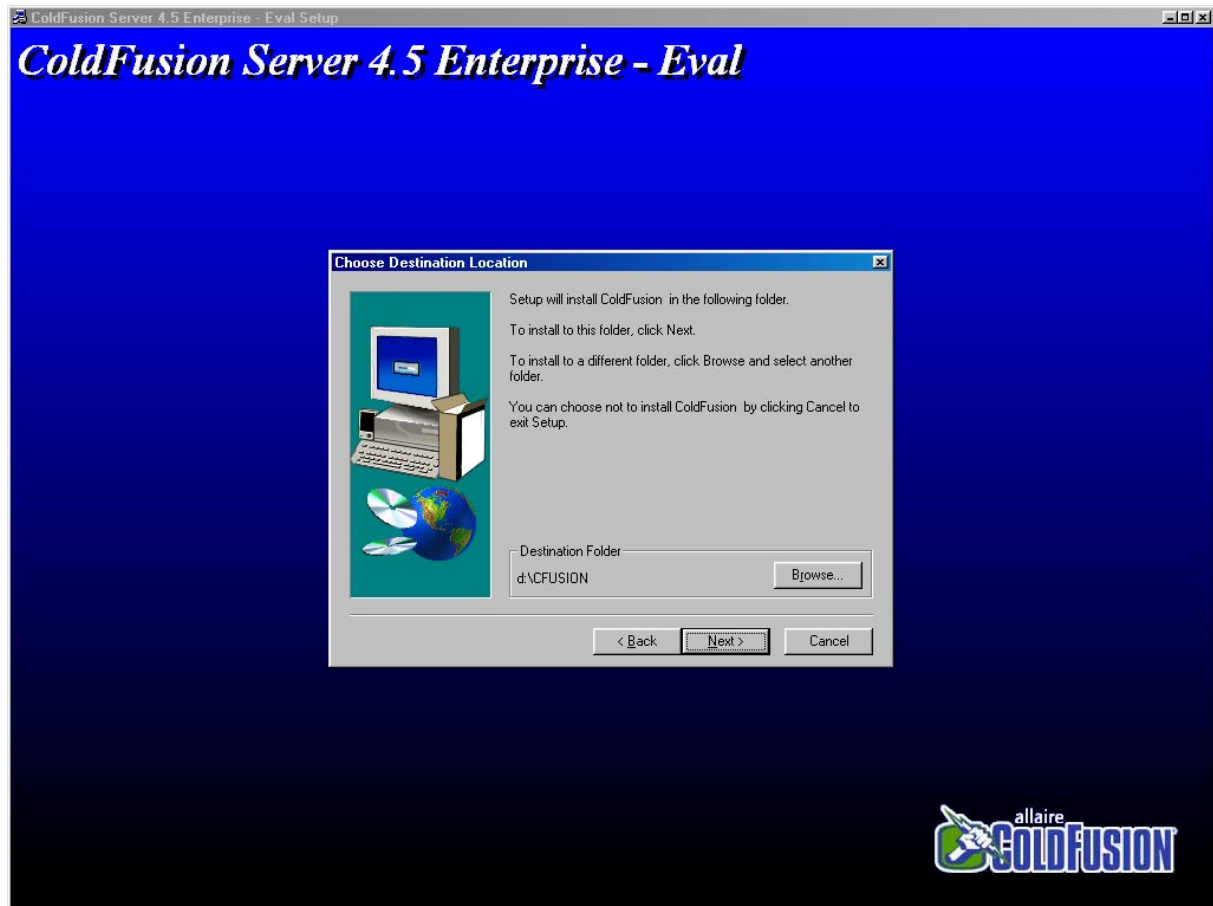 ColdFusion Server 4.5 Enterprise - Eval Setup
ColdFusion Server 4.5 Enterprise - Eval
Choose Destination Location
Setup will install ColdFusion in the following folder.
To install to this folder, click Next.
To install to a different folder, click Browse and select another
folder.
You can choose not to install ColdFusion by clicking Cancel to
exit Setup.
Destination Folder
d:\CFUSION
Browse...
< Back
Next >
Cancel
allaire
COLDFUSION